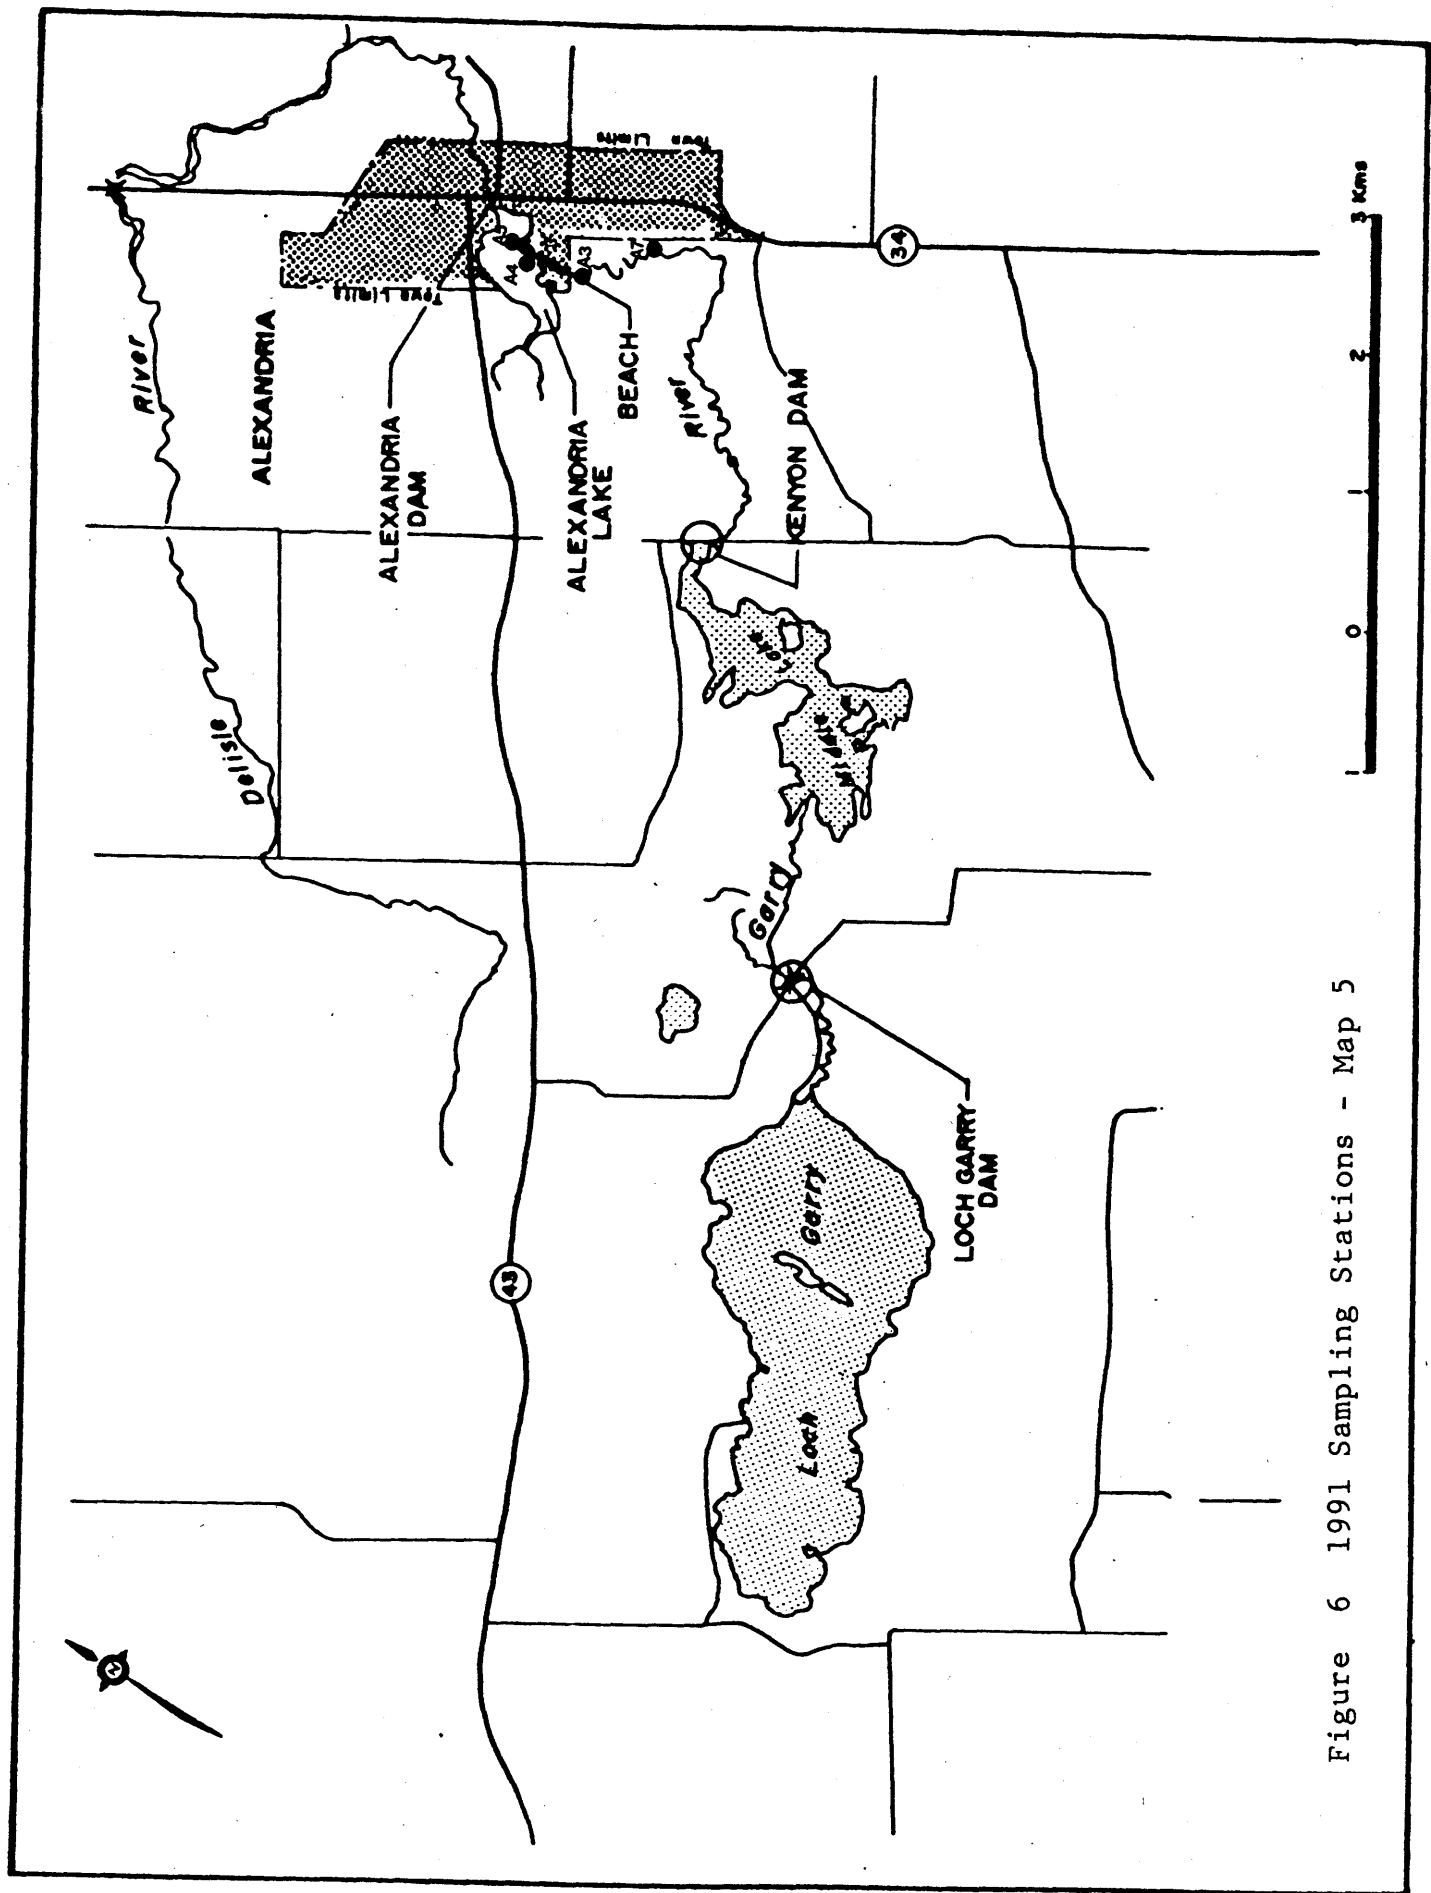 River
Delisle
ALEXANDRIA
Town Limits
Town Limits
ALEXANDRIA
DAM
ALEXANDRIA
LAKE
BEACH
A4
A3
A7
River
KENYON DAM
34
43
Middle
Lake
Garry
LOCH GARRY
DAM
Loch Garry
1 0 1 2 3 Kms
N
Figure 6 1991 Sampling Stations - Map 5